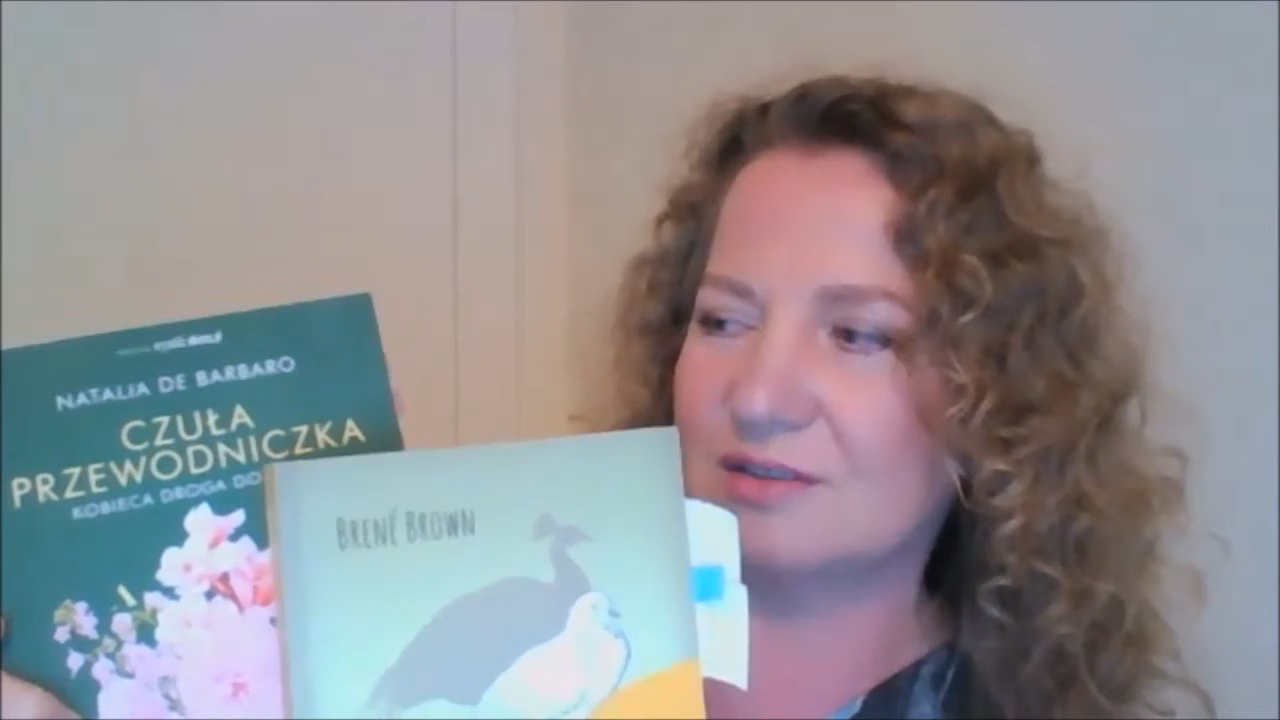 NATALIA DE BARBARO
CZUŁA
PRZEWODNICZKA
KOBIECA DROGA DO
BRENÉ BROWN